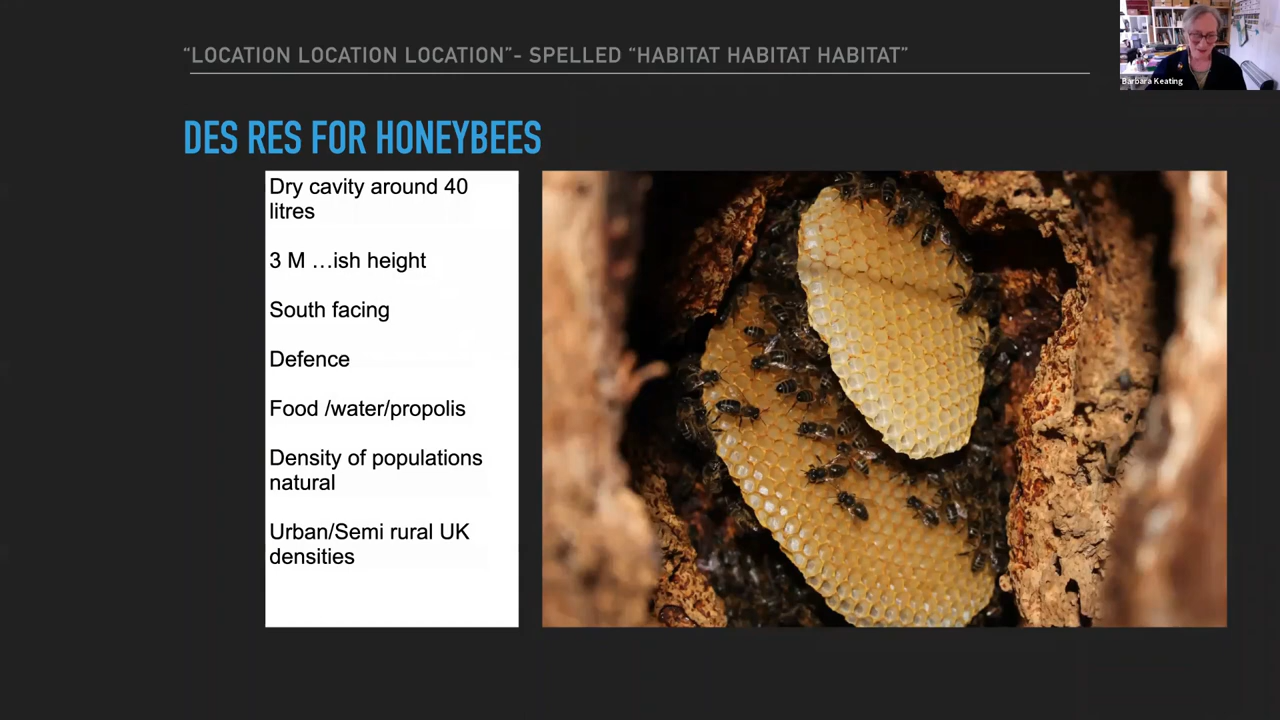 “LOCATION LOCATION LOCATION”- SPELLED “HABITAT HABITAT HABITAT”
Barbara Keating
DES RES FOR HONEYBEES
Dry cavity around 40
litres
3 M …ish height
South facing
Defence
Food /water/propolis
Density of populations
natural
Urban/Semi rural UK
densities